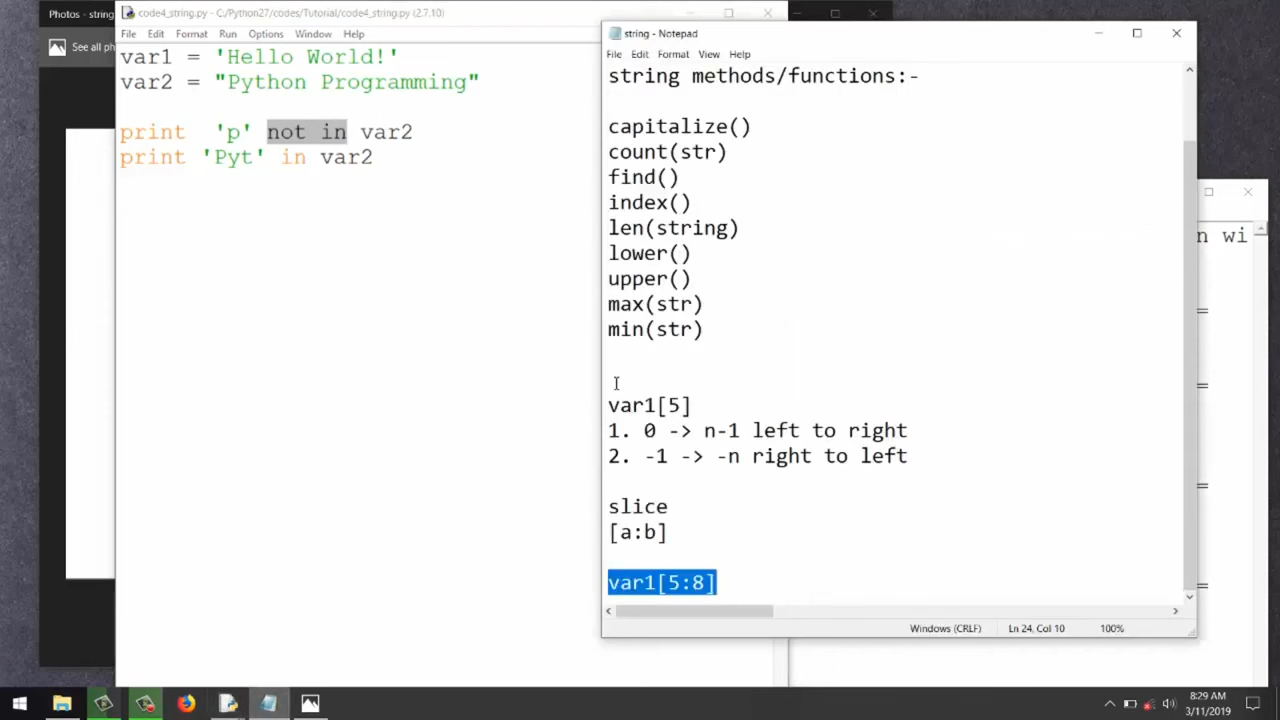 Photos - string
See all ph
code4_string.py - C:/Python27/codes/Tutorial/code4_string.py (2.7.10)
File Edit Format Run Options Window Help
var1 = 'Hello World!'
var2 = "Python Programming"
print 'p' not in var2
print 'Pyt' in var2
string - Notepad
File Edit Format View Help
string methods/functions:-
capitalize()
count(str)
find()
index()
len(string)
lower()
upper()
max(str)
min(str)
var1[5]
1. 0 -> n-1 left to right
2. -1 -> -n right to left
slice
[a:b]
var1[5:8]
Windows (CRLF) Ln 24, Col 10 100%
n wi
=
=
=
=
8:29 AM
3/11/2019